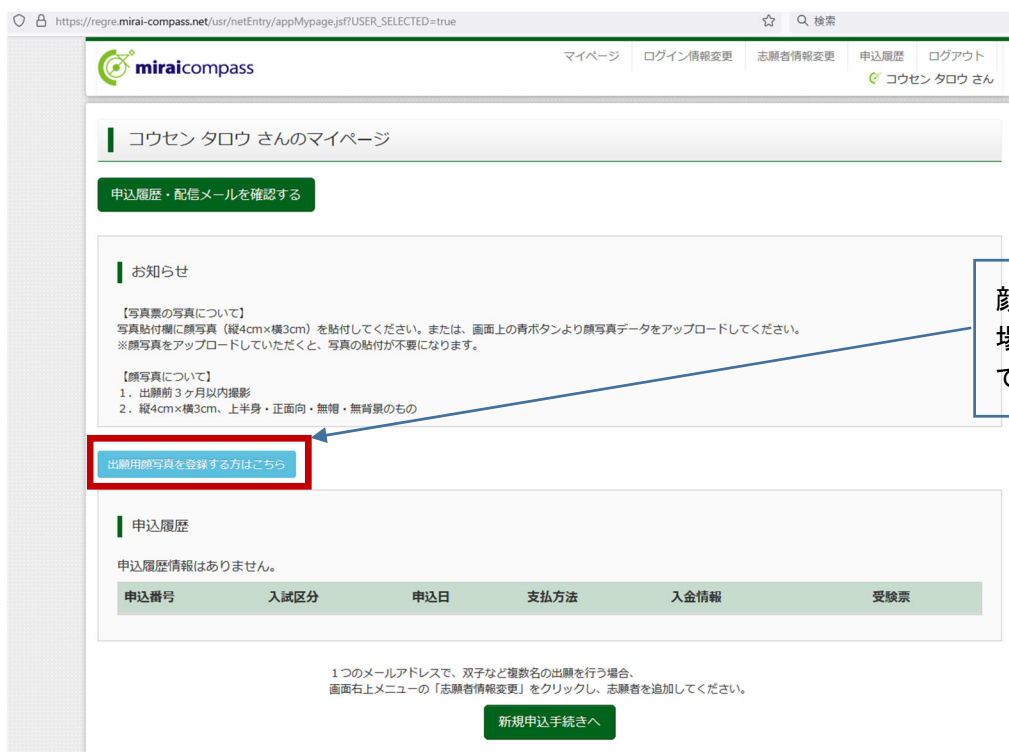 https://regre.mirai-compass.net/usr/netEntry/appMypage.jsf?USER_SELECTED=true
検索
miraicompass
マイページ ログイン情報変更 志願者情報変更 申込履歴 ログアウト
コウセン タロウ さん
コウセン タロウ さんのマイページ
申込履歴・配信メールを確認する
お知らせ
【写真票の写真について】
写真貼付欄に顔写真（縦4cm×横3cm）を貼付してください。または、画面上の青ボタンより顔写真データをアップロードしてください。
※顔写真をアップロードしていただくと、写真の貼付が不要になります。
【顔写真について】
1．出願前３ヶ月以内撮影
2．縦4cm×横3cm、上半身・正面向・無帽・無背景のもの
出願用顔写真を登録する方はこちら
申込履歴
申込履歴情報はありません。
申込番号 入試区分 申込日 支払方法 入金情報 受験票
１つのメールアドレスで、双子など複数名の出願を行う場合、
画面右上メニューの「志願者情報変更」をクリックし、志願者を追加してください。
新規申込手続きへ